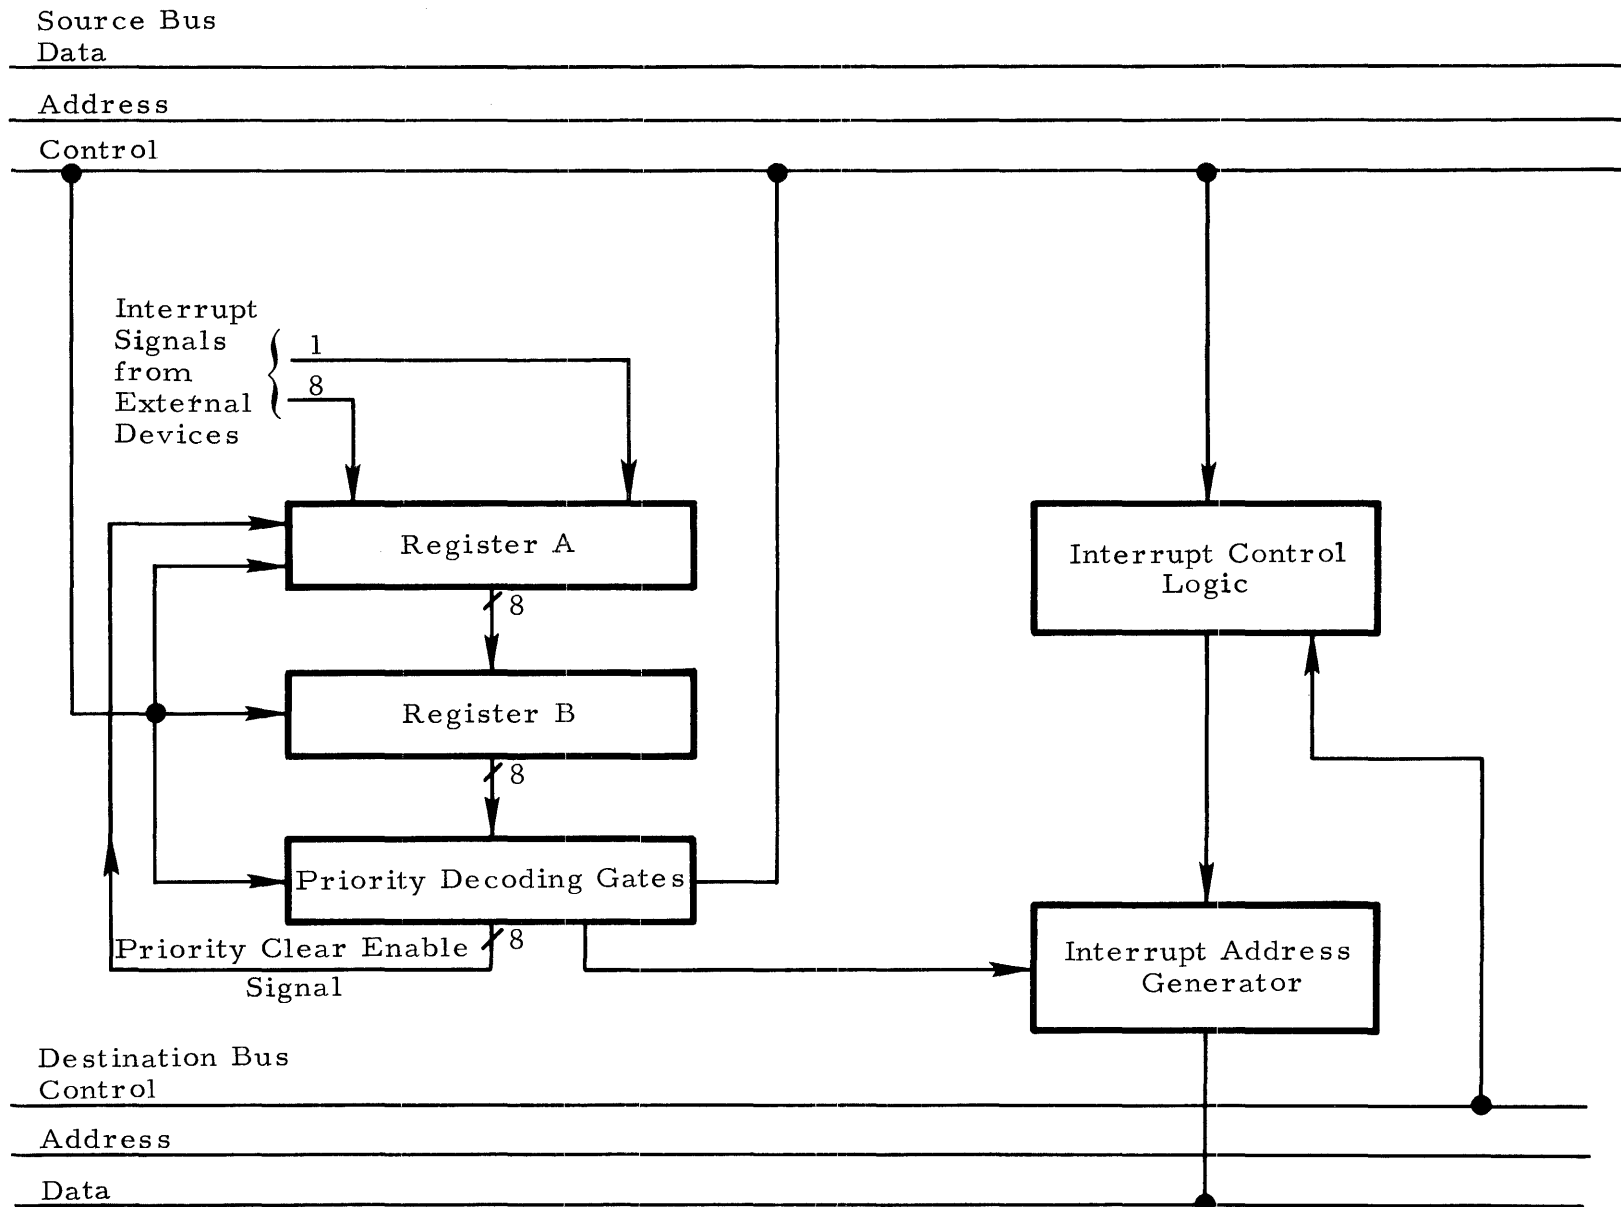 Source Bus
Data
Address
Control
Interrupt
Signals
from
External
Devices
1
8
Register A
8
Register B
8
Priority Decoding Gates
8
Priority Clear Enable
Signal
Interrupt Control
Logic
Interrupt Address
Generator
Destination Bus
Control
Address
Data